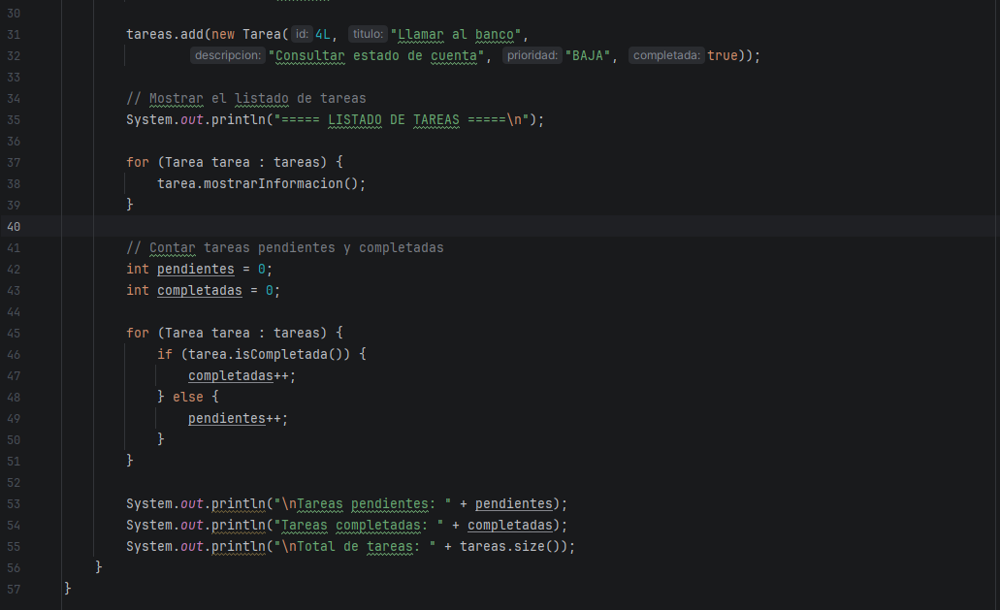 30
31 tareas.add(new Tarea( id: 4L, titulo: "Llamar al banco",
32 descripcion: "Consultar estado de cuenta", prioridad: "BAJA", completada: true));
33
34 // Mostrar el listado de tareas
35 System.out.println("===== LISTADO DE TAREAS =====\n");
36
37 for (Tarea tarea : tareas) {
38 tarea.mostrarInformacion();
39 }
40
41 // Contar tareas pendientes y completadas
42 int pendientes = 0;
43 int completadas = 0;
44
45 for (Tarea tarea : tareas) {
46 if (tarea.isCompletada()) {
47 completadas++;
48 } else {
49 pendientes++;
50 }
51 }
52
53 System.out.println("\nTareas pendientes: " + pendientes);
54 System.out.println("Tareas completadas: " + completadas);
55 System.out.println("\nTotal de tareas: " + tareas.size());
56 }
57 }